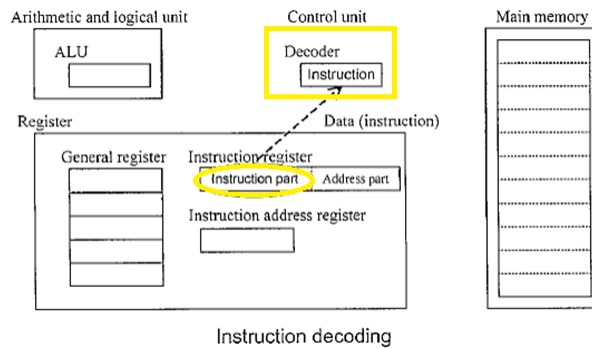 Arithmetic and logical unit
Control unit
Main memory
ALU
Decoder
Instruction
Register
Data (instruction)
General register
Instruction register
Instruction part
Address part
Instruction address register
Instruction decoding